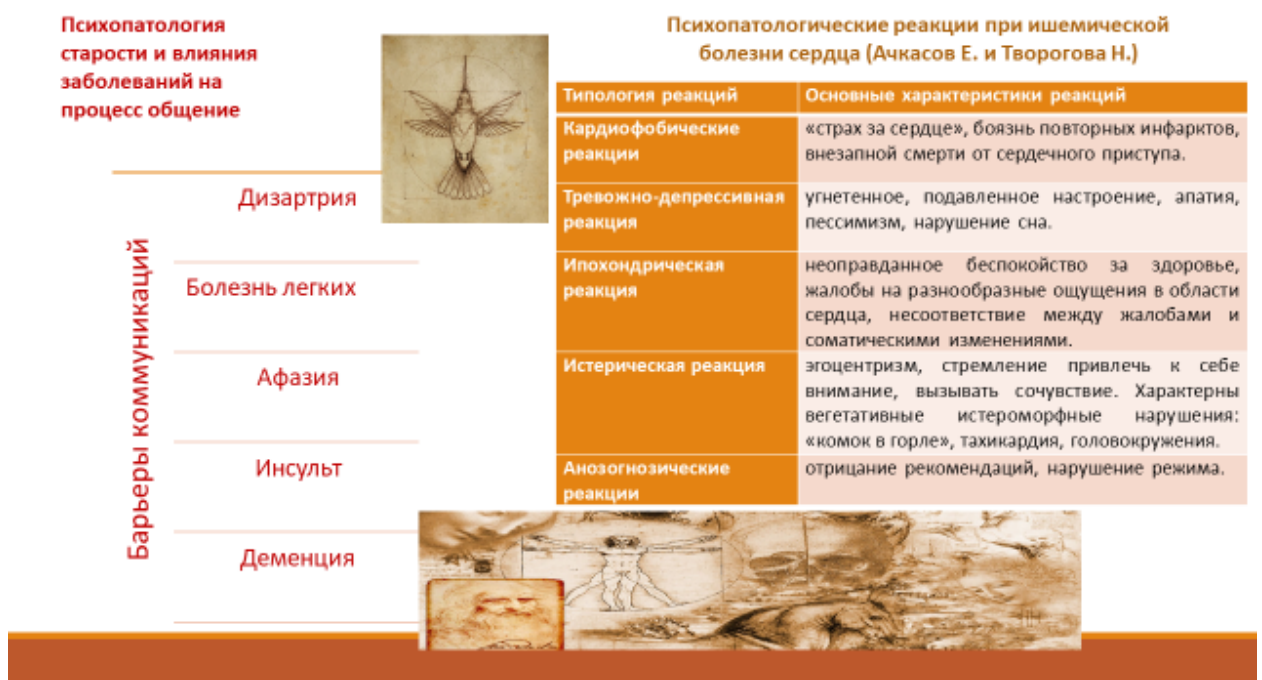 Психопатология
старости и влияния
заболеваний на
процесс общение
Барьеры коммуникаций
Дизартрия
Болезнь легких
Афазия
Инсульт
Деменция
Психопатологические реакции при ишемической
болезни сердца (Ачкасов Е. и Творогова Н.)
Типология реакций
Основные характеристики реакций
Кардиофобические
реакции
«страх за сердце», боязнь повторных инфарктов,
внезапной смерти от сердечного приступа.
Тревожно-депрессивная
реакция
угнетенное, подавленное настроение, апатия,
пессимизм, нарушение сна.
Ипохондрическая
реакция
неоправданное беспокойство за здоровье,
жалобы на разнообразные ощущения в области
сердца, несоответствие между жалобами и
соматическими изменениями.
Истерическая реакция
эгоцентризм, стремление привлечь к себе
внимание, вызывать сочувствие. Характерны
вегетативные истероморфные нарушения:
«комок в горле», тахикардия, головокружения.
Анозогнозические
реакции
отрицание рекомендаций, нарушение режима.